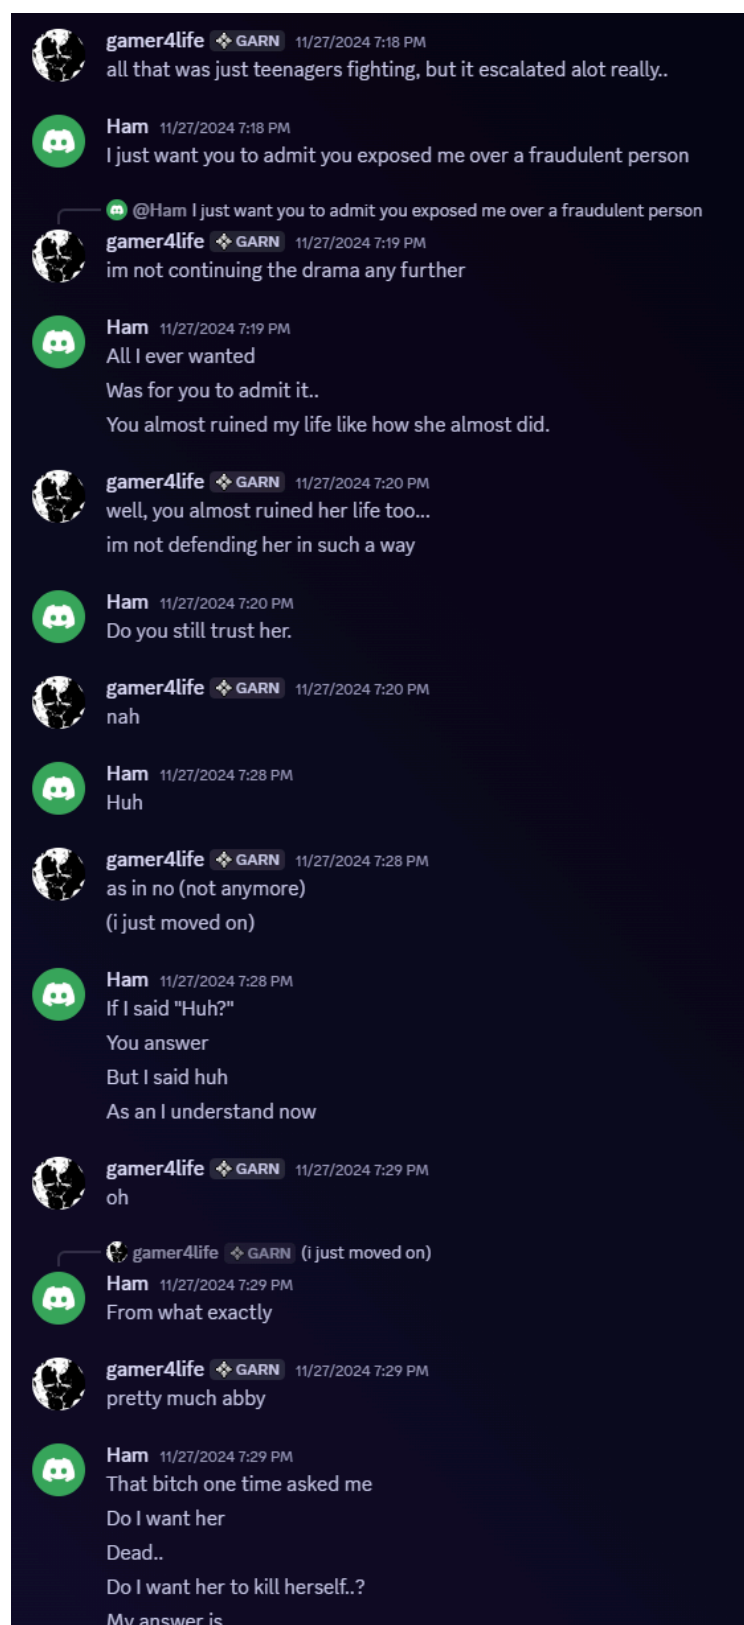 gamer4life GARN 11/27/2024 7:18 PM
all that was just teenagers fighting, but it escalated alot really..
Ham 11/27/2024 7:18 PM
I just want you to admit you exposed me over a fraudulent person
@Ham I just want you to admit you exposed me over a fraudulent person
gamer4life GARN 11/27/2024 7:19 PM
im not continuing the drama any further
Ham 11/27/2024 7:19 PM
All I ever wanted
Was for you to admit it..
You almost ruined my life like how she almost did.
gamer4life GARN 11/27/2024 7:20 PM
well, you almost ruined her life too...
im not defending her in such a way
Ham 11/27/2024 7:20 PM
Do you still trust her.
gamer4life GARN 11/27/2024 7:20 PM
nah
Ham 11/27/2024 7:28 PM
Huh
gamer4life GARN 11/27/2024 7:28 PM
as in no (not anymore)
(i just moved on)
Ham 11/27/2024 7:28 PM
If I said "Huh?"
You answer
But I said huh
As an I understand now
gamer4life GARN 11/27/2024 7:29 PM
oh
gamer4life GARN (i just moved on)
Ham 11/27/2024 7:29 PM
From what exactly
gamer4life GARN 11/27/2024 7:29 PM
pretty much abby
Ham 11/27/2024 7:29 PM
That bitch one time asked me
Do I want her
Dead..
Do I want her to kill herself..?
My answer is